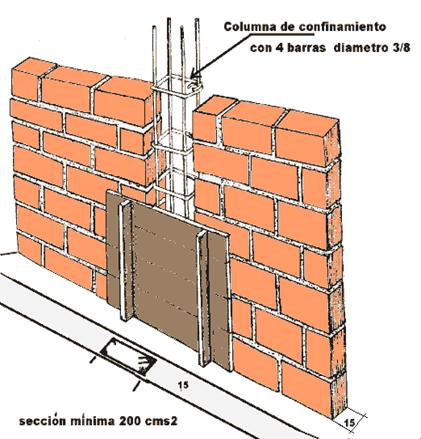 Columna de confinamiento
con 4 barras diametro 3/8
15
15
sección mínima 200 cms2